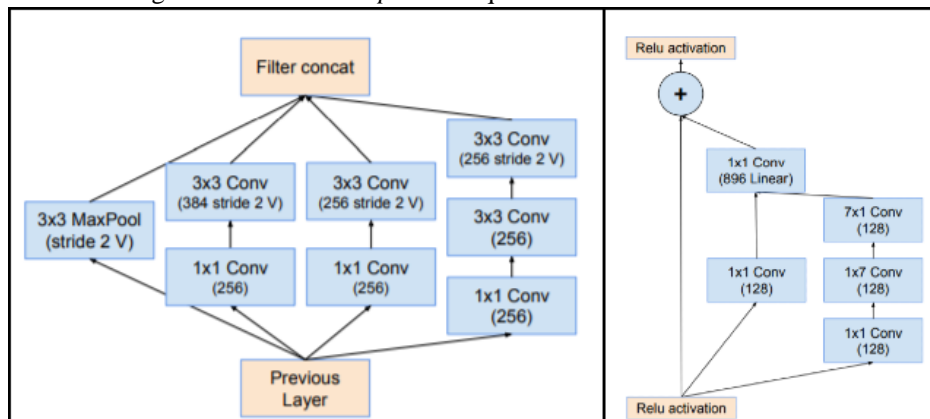 Filter concat
3x3 MaxPool
(stride 2 V)
3x3 Conv
(384 stride 2 V)
1x1 Conv
(256)
3x3 Conv
(256 stride 2 V)
1x1 Conv
(256)
3x3 Conv
(256 stride 2 V)
3x3 Conv
(256)
1x1 Conv
(256)
Previous
Layer
Relu activation
+
1x1 Conv
(896 Linear)
1x1 Conv
(128)
7x1 Conv
(128)
1x7 Conv
(128)
1x1 Conv
(128)
Relu activation